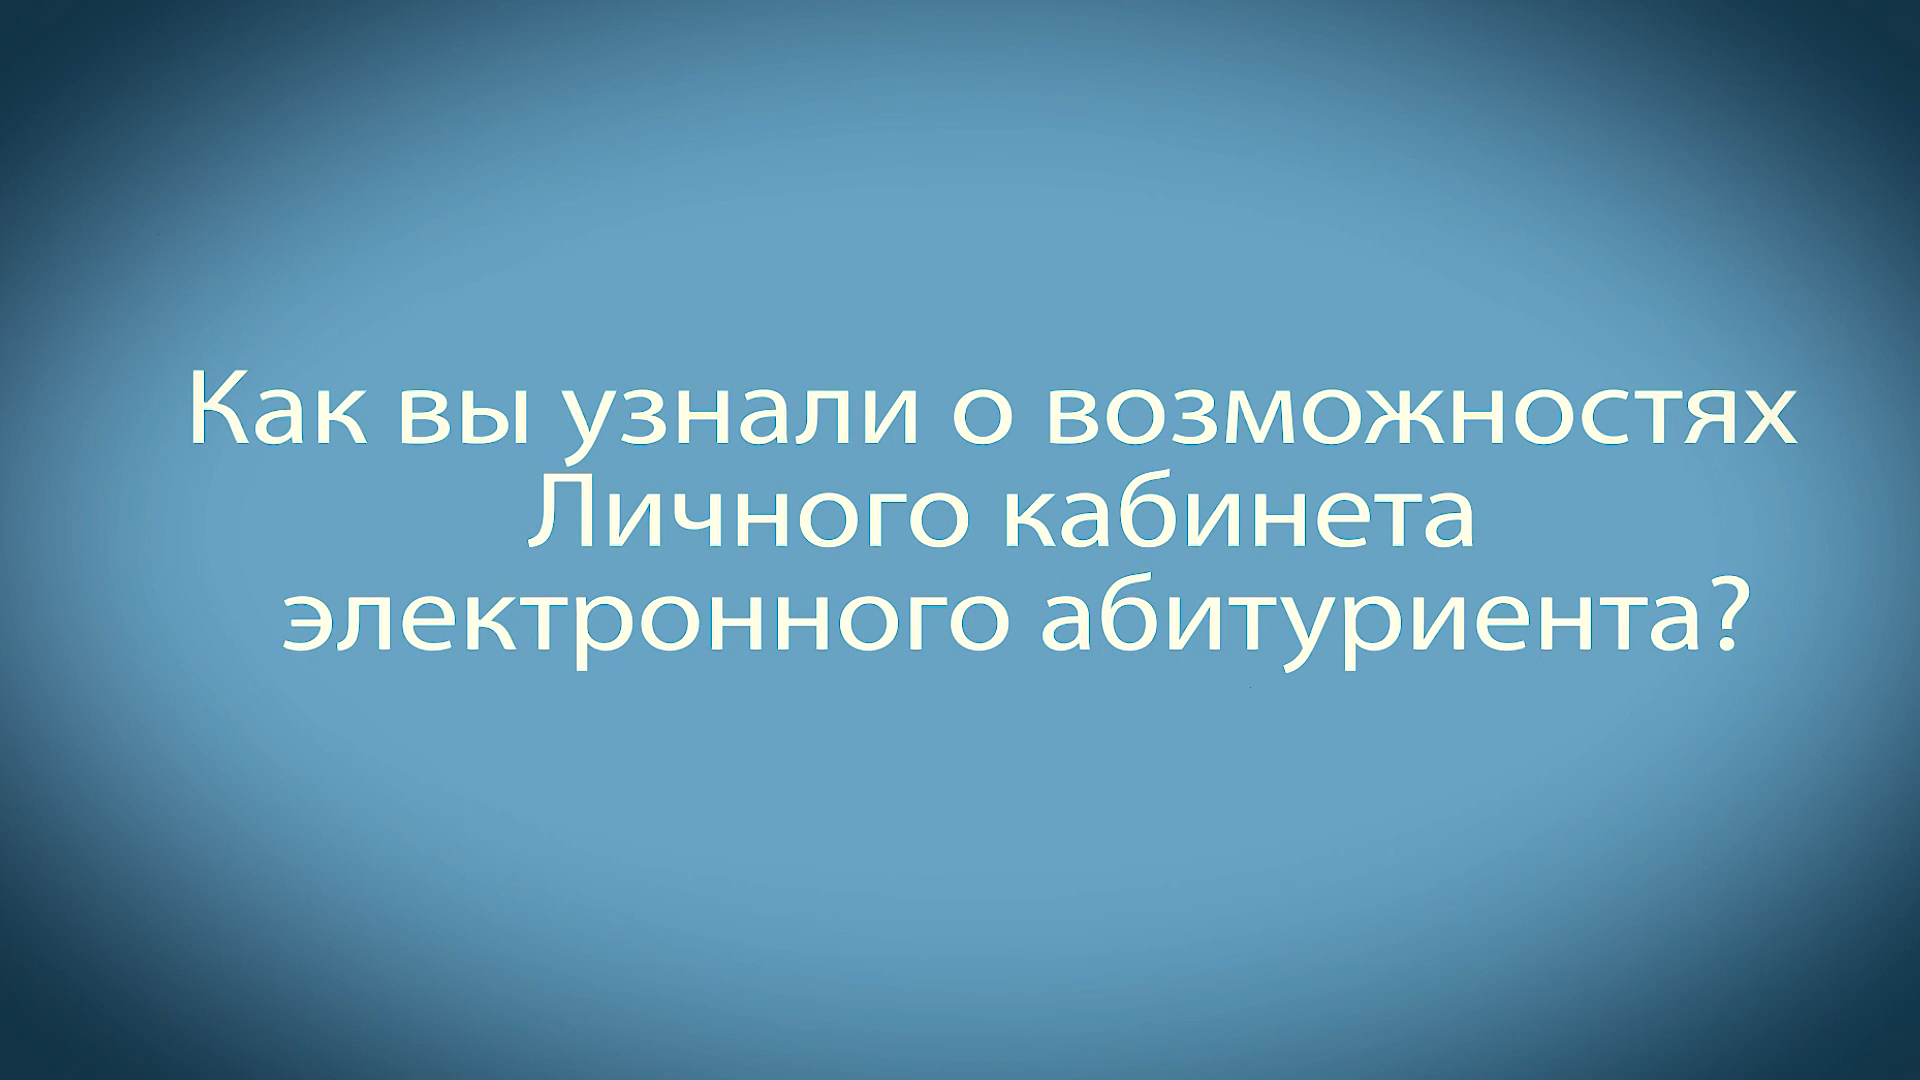 Как вы узнали о возможностях
Личного кабинета
электронного абитуриента?